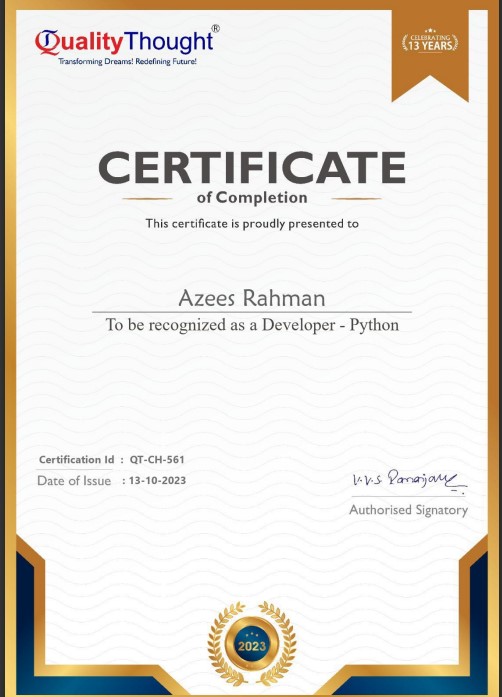 QualityThought®
Transforming Dreams! Redefining Future!
CELEBRATING
13 YEARS
CERTIFICATE
of Completion
This certificate is proudly presented to
Azees Rahman
To be recognized as a Developer - Python
Certification Id : QT-CH-561
Date of Issue : 13-10-2023
V.V.S
Authorised Signatory
2023